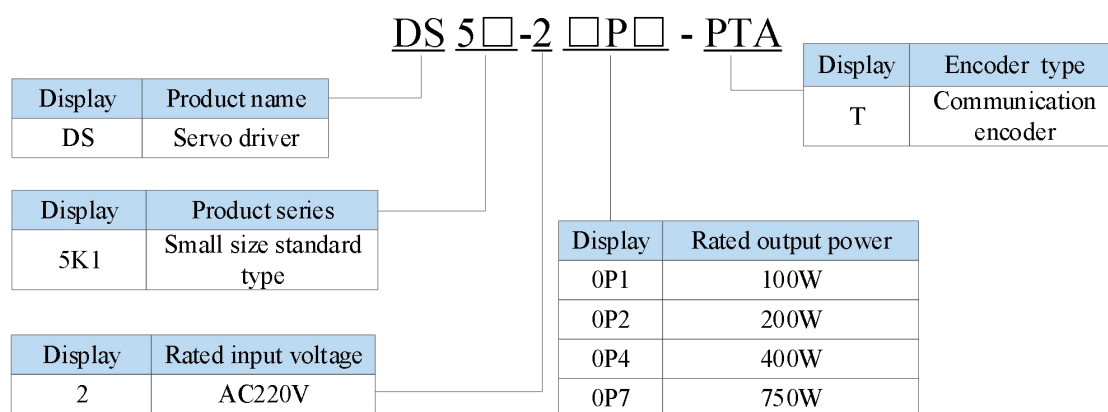 DS 5□-2 □P□ - PTA
Display Product name
DS Servo driver
Display Product series
5K1 Small size standard
type
Display Rated input voltage
2 AC220V
Display Rated output power
0P1 100W
0P2 200W
0P4 400W
0P7 750W
Display Encoder type
T Communication
encoder